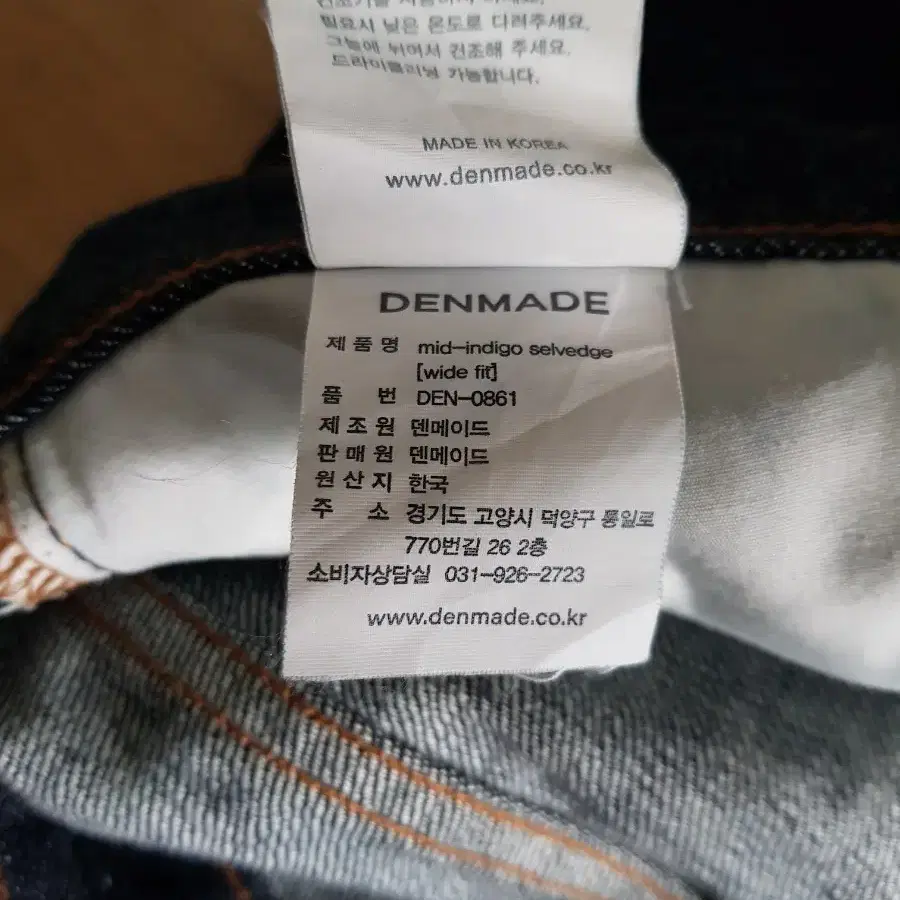 필요시 낮은 온도로 다려주세요.
그늘에 뉘어서 건조해 주세요.
드라이클리닝 가능합니다.
MADE IN KOREA
www.denmade.co.kr
DENMADE
제품명 mid-indigo selvedge
[wide fit]
품 번 DEN-0861
제조원 덴메이드
판매원 덴메이드
원산지 한국
주 소 경기도 고양시 덕양구 통일로
770번길 26 2층
소비자상담실 031-926-2723
www.denmade.co.kr